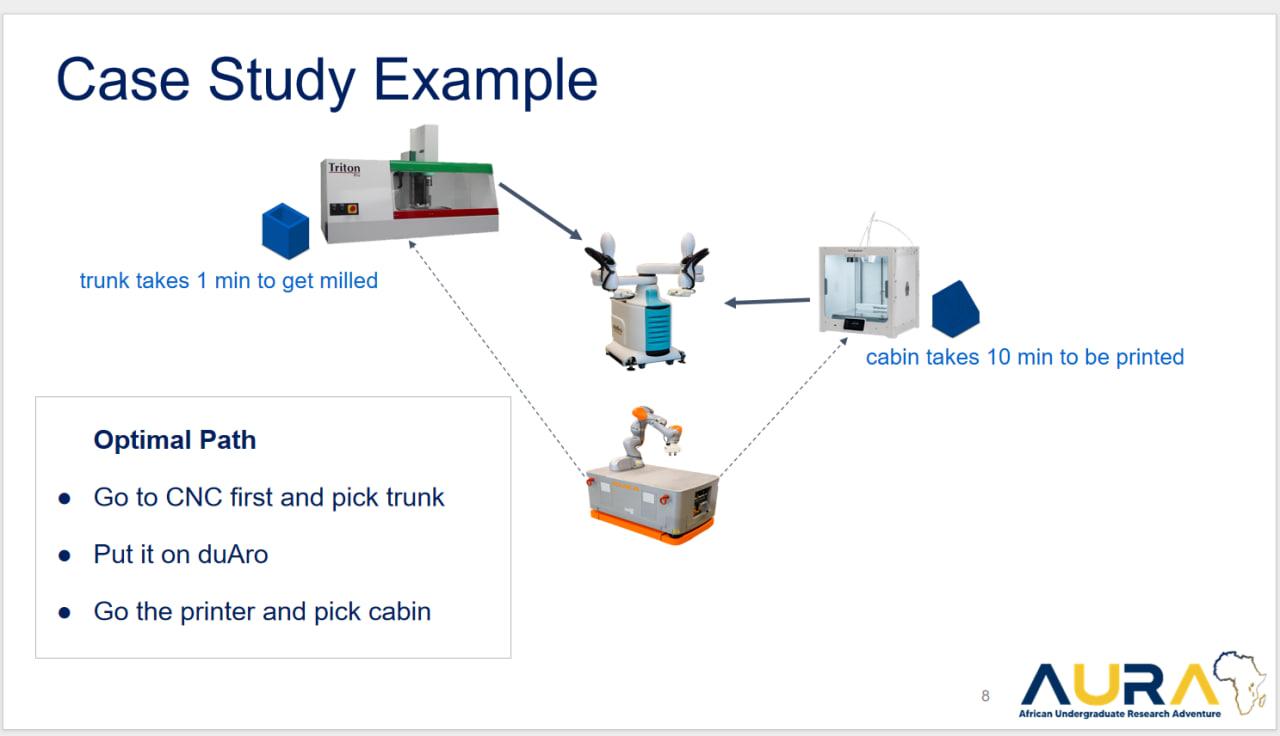 Case Study Example
Triton
trunk takes 1 min to get milled
cabin takes 10 min to be printed
Optimal Path
● Go to CNC first and pick trunk
● Put it on duAro
● Go the printer and pick cabin
8
AURA
African Undergraduate Research Adventure